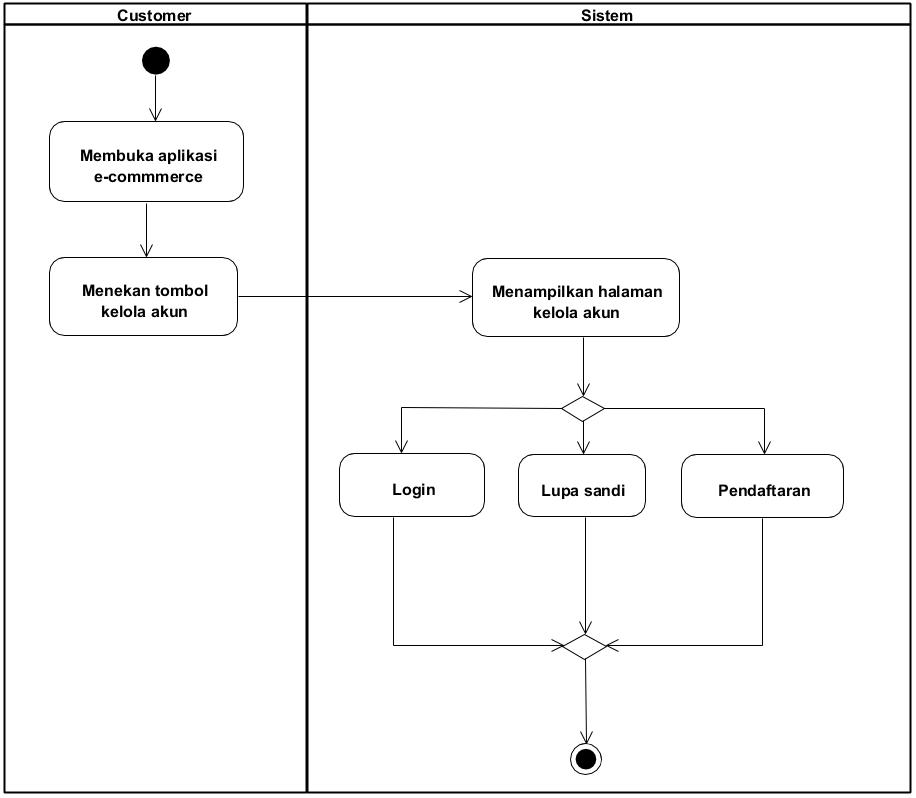 Customer
Sistem
Membuka aplikasi
e-commmerce
Menekan tombol
kelola akun
Menampilkan halaman
kelola akun
Login
Lupa sandi
Pendaftaran